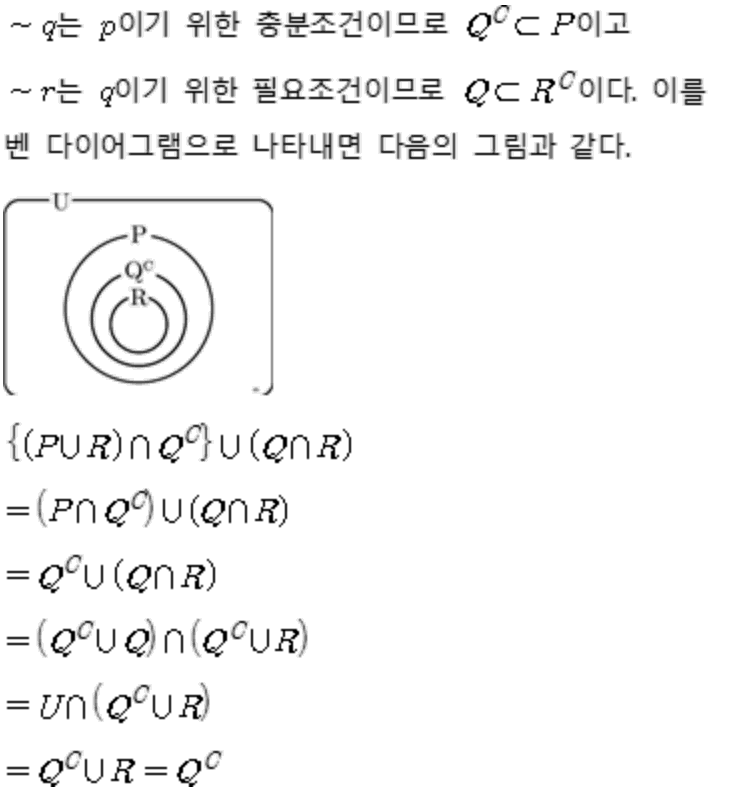 ~q는 p이기 위한 충분조건이므로 Q^C⊂P이고
~r는 q이기 위한 필요조건이므로 Q⊂R^C이다. 이를
벤 다이어그램으로 나타내면 다음의 그림과 같다.
U
P
Q^C
R
{(P∪R)∩Q^C}∪(Q∩R)
=(P∩Q^C)∪(Q∩R)
=Q^C∪(Q∩R)
=(Q^C∪Q)∩(Q^C∪R)
=U∩(Q^C∪R)
=Q^C∪R=Q^C